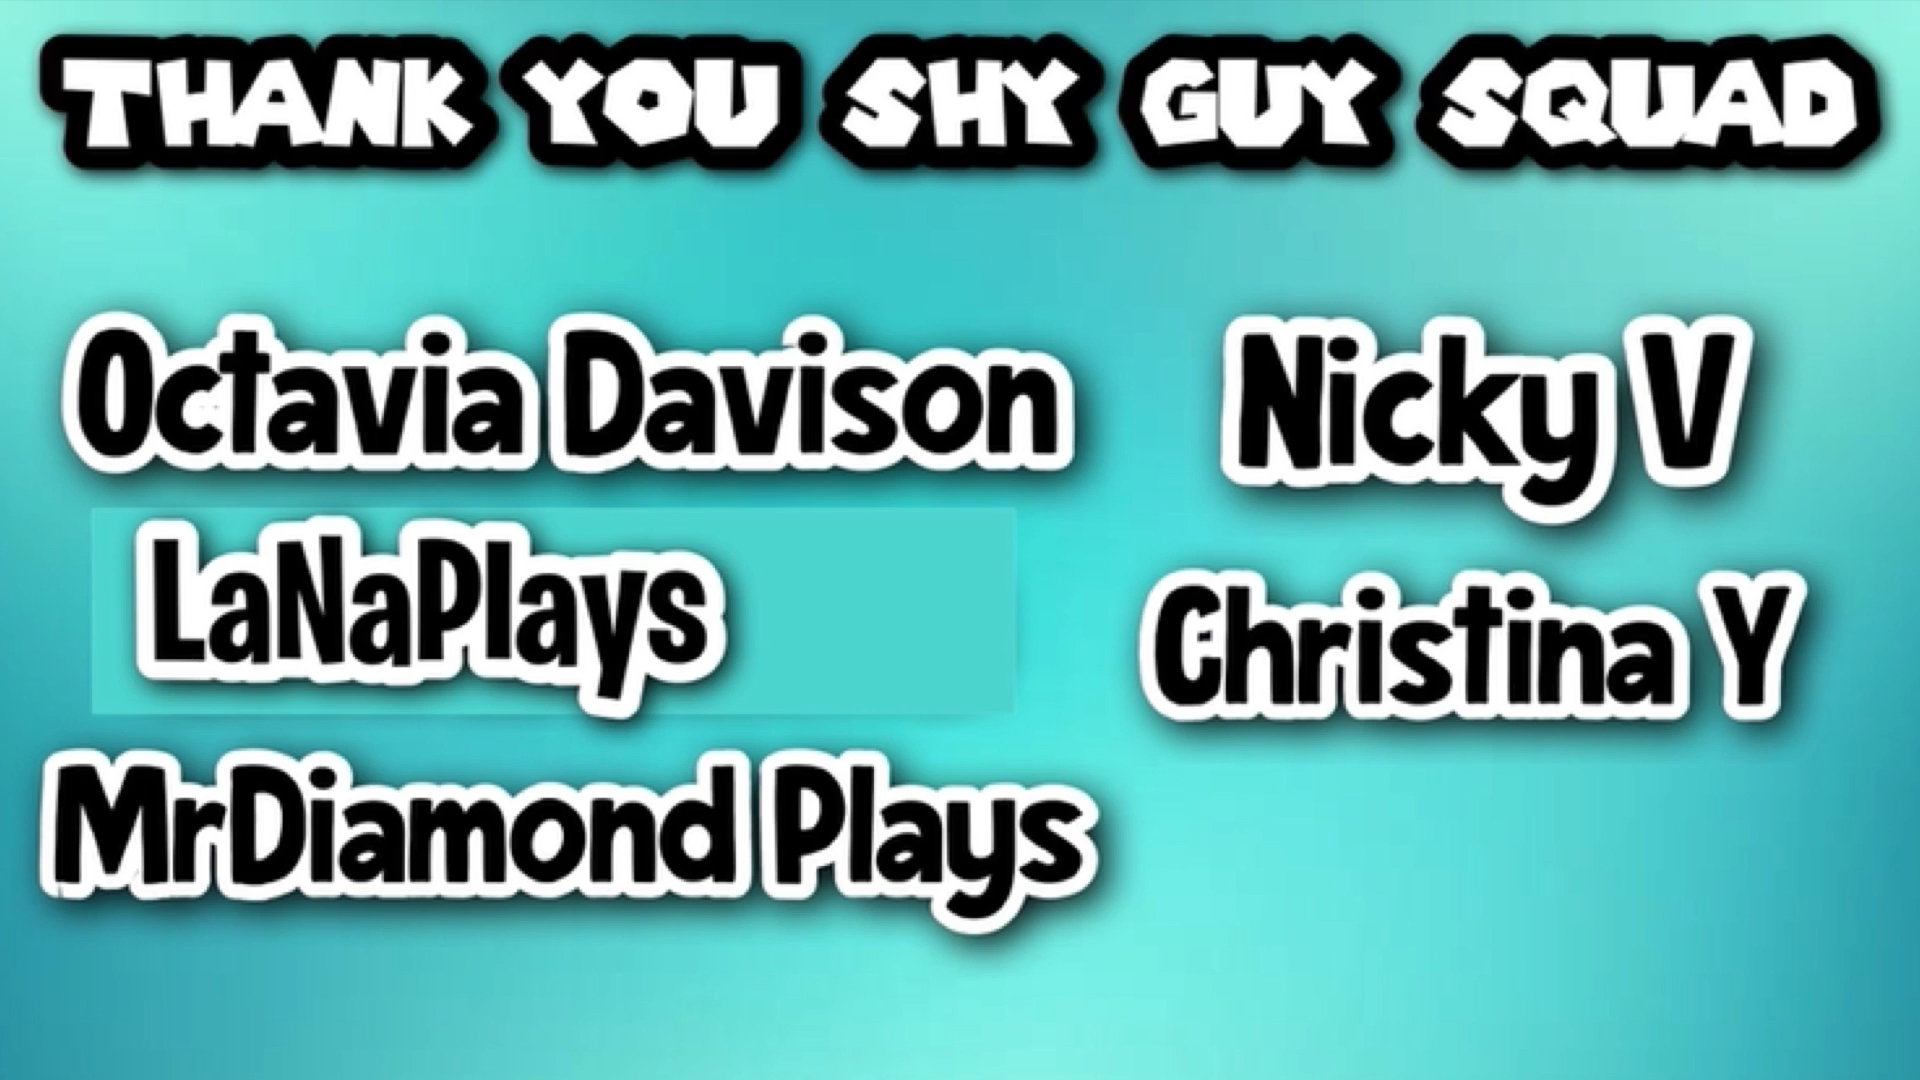 THANK YOU SHY GUY SQUAD
Octavia Davison
Nicky V
LaNaPlays
Christina Y
MrDiamond Plays